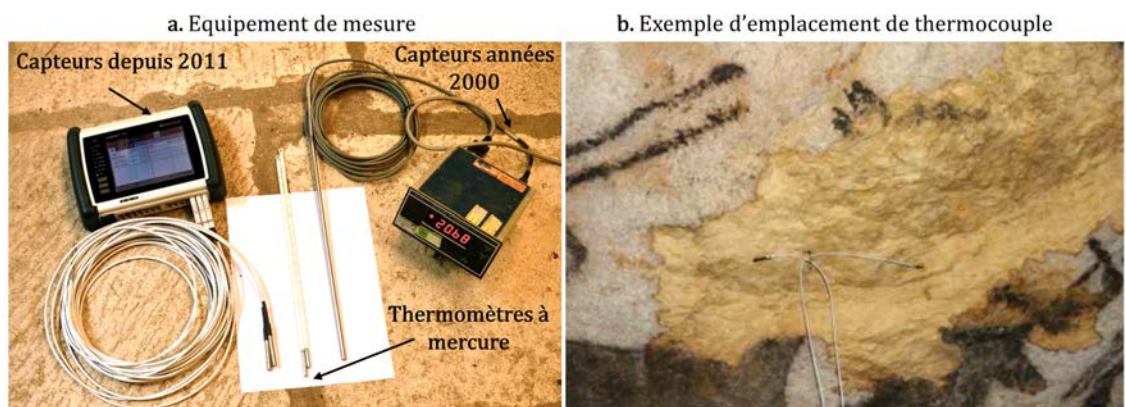 a. Equipement de mesure
b. Exemple d'emplacement de thermocouple
Capteurs depuis 2011
Capteurs années
2000
Thermomètres à
mercure